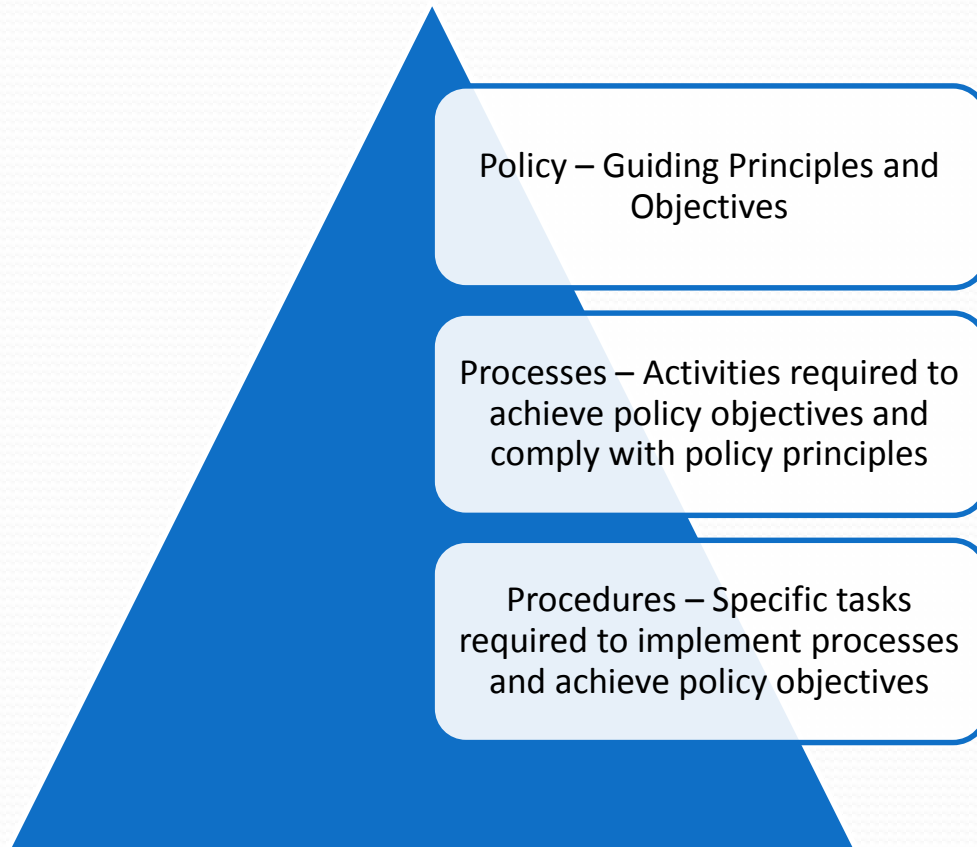 Policy – Guiding Principles and
Objectives
Processes – Activities required to
achieve policy objectives and
comply with policy principles
Procedures – Specific tasks
required to implement processes
and achieve policy objectives